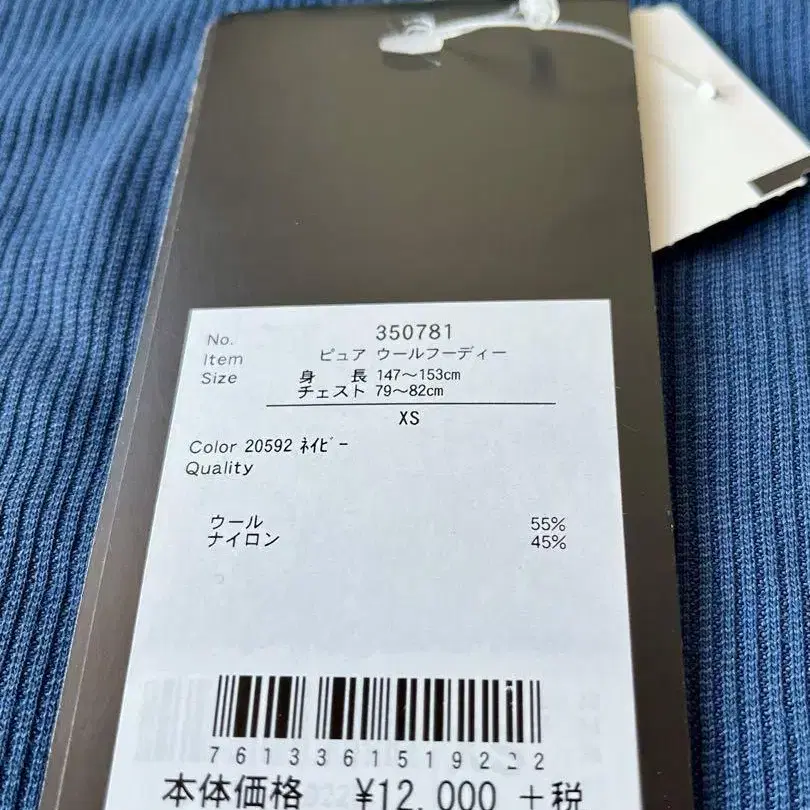 No. 350781
Item ピュア ウールフーディー
Size 身 長 147～153cm
チェスト 79～82cm
XS
Color 20592 ﾈｲﾋﾞｰ
Quality
ウール 55%
ナイロン 45%
7613361519222
本体価格 ¥12,000 +税